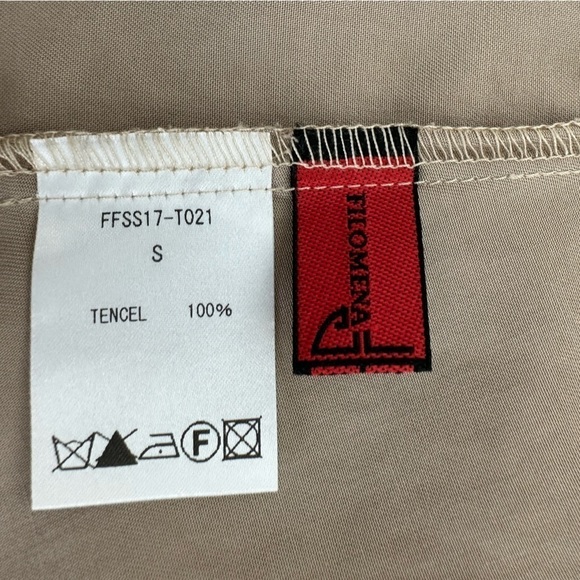 FFSS17-T021
S
TENCEL 100%
F
FILOMENA